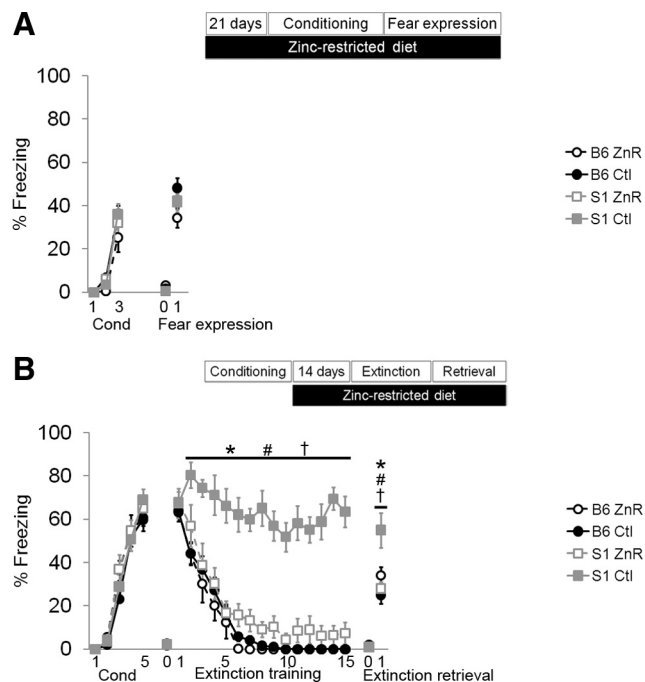 A
21 days Conditioning Fear expression
Zinc-restricted diet
100
80
60
40
20
0
% Freezing
1 3 0 1
Cond Fear expression
B6 ZnR
B6 Ctl
S1 ZnR
S1 Ctl
B
Conditioning 14 days Extinction Retrieval
Zinc-restricted diet
100
80
60
40
20
0
% Freezing
* # †
*
#
†
1 5 0 1 5 10 15 0 1
Cond Extinction training Extinction retrieval
B6 ZnR
B6 Ctl
S1 ZnR
S1 Ctl